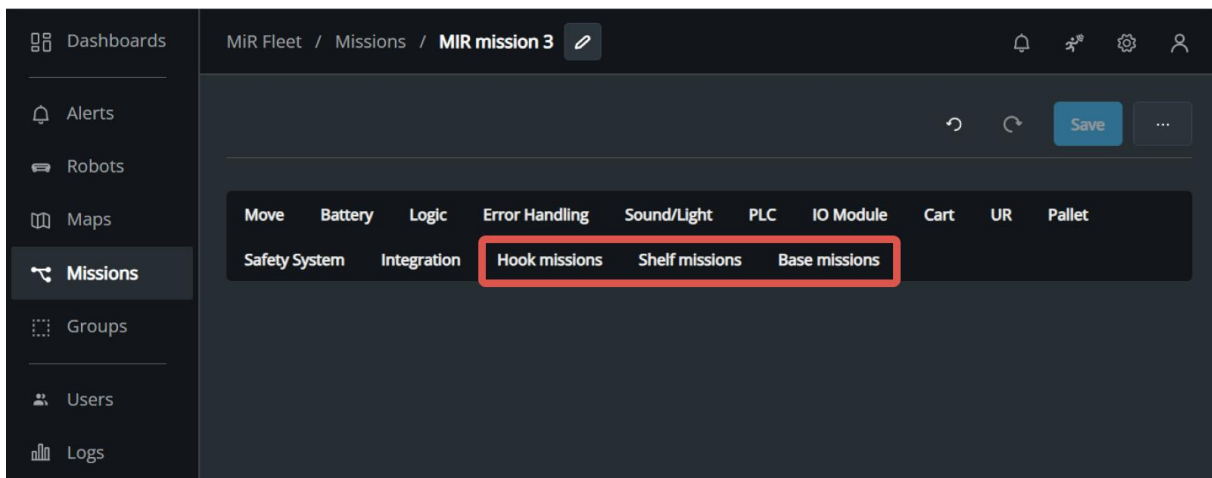 Dashboards
MiR Fleet / Missions / MIR mission 3
Alerts
Save ...
Robots
Maps
Move Battery Logic Error Handling Sound/Light PLC IO Module Cart UR Pallet
Safety System Integration Hook missions Shelf missions Base missions
Missions
Groups
Users
Logs